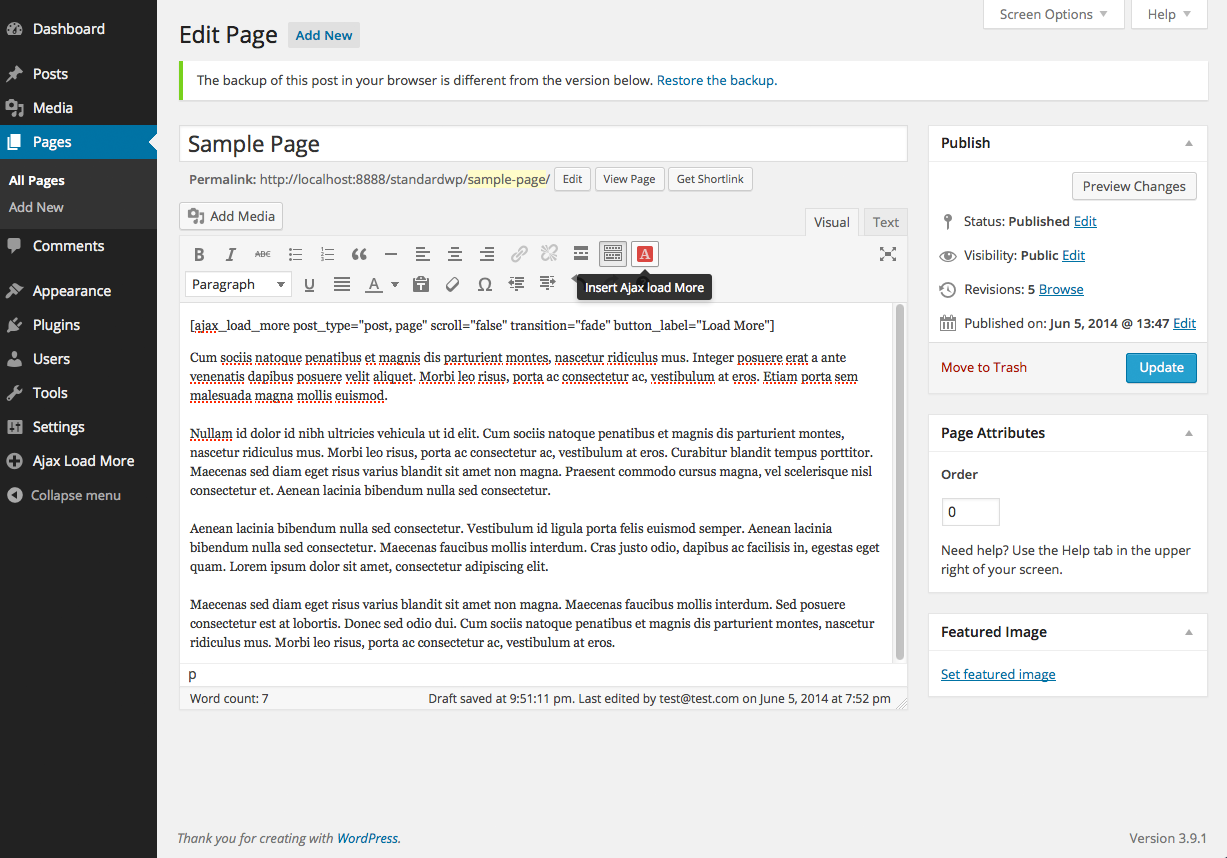 Dashboard
Posts
Media
Pages
All Pages
Add New
Comments
Appearance
Plugins
Users
Tools
Settings
Ajax Load More
Collapse menu
Screen Options
Help
Edit Page
Add New
The backup of this post in your browser is different from the version below. Restore the backup.
Sample Page
Permalink: http://localhost:8888/standardwp/sample-page/ Edit View Page Get Shortlink
Add Media
Visual Text
B I ABC A
Paragraph U A Ω
Insert Ajax load More
[ajax_load_more post_type="post, page" scroll="false" transition="fade" button_label="Load More"]
Cum sociis natoque penatibus et magnis dis parturient montes, nascetur ridiculus mus. Integer posuere erat a ante
venenatis dapibus posuere velit aliquet. Morbi leo risus, porta ac consectetur ac, vestibulum at eros. Etiam porta sem
malesuada magna mollis euismod.
Nullam id dolor id nibh ultricies vehicula ut id elit. Cum sociis natoque penatibus et magnis dis parturient montes,
nascetur ridiculus mus. Morbi leo risus, porta ac consectetur ac, vestibulum at eros. Curabitur blandit tempus porttitor.
Maecenas sed diam eget risus varius blandit sit amet non magna. Praesent commodo cursus magna, vel scelerisque nisl
consectetur et. Aenean lacinia bibendum nulla sed consectetur.
Aenean lacinia bibendum nulla sed consectetur. Vestibulum id ligula porta felis euismod semper. Aenean lacinia
bibendum nulla sed consectetur. Maecenas faucibus mollis interdum. Cras justo odio, dapibus ac facilisis in, egestas eget
quam. Lorem ipsum dolor sit amet, consectetur adipiscing elit.
Maecenas sed diam eget risus varius blandit sit amet non magna. Maecenas faucibus mollis interdum. Sed posuere
consectetur est at lobortis. Donec sed odio dui. Cum sociis natoque penatibus et magnis dis parturient montes, nascetur
ridiculus mus. Morbi leo risus, porta ac consectetur ac, vestibulum at eros.
p
Word count: 7
Draft saved at 9:51:11 pm. Last edited by test@test.com on June 5, 2014 at 7:52 pm
Publish
Preview Changes
Status: Published Edit
Visibility: Public Edit
Revisions: 5 Browse
Published on: Jun 5, 2014 @ 13:47 Edit
Move to Trash
Update
Page Attributes
Order
0
Need help? Use the Help tab in the upper
right of your screen.
Featured Image
Set featured image
Thank you for creating with WordPress.
Version 3.9.1